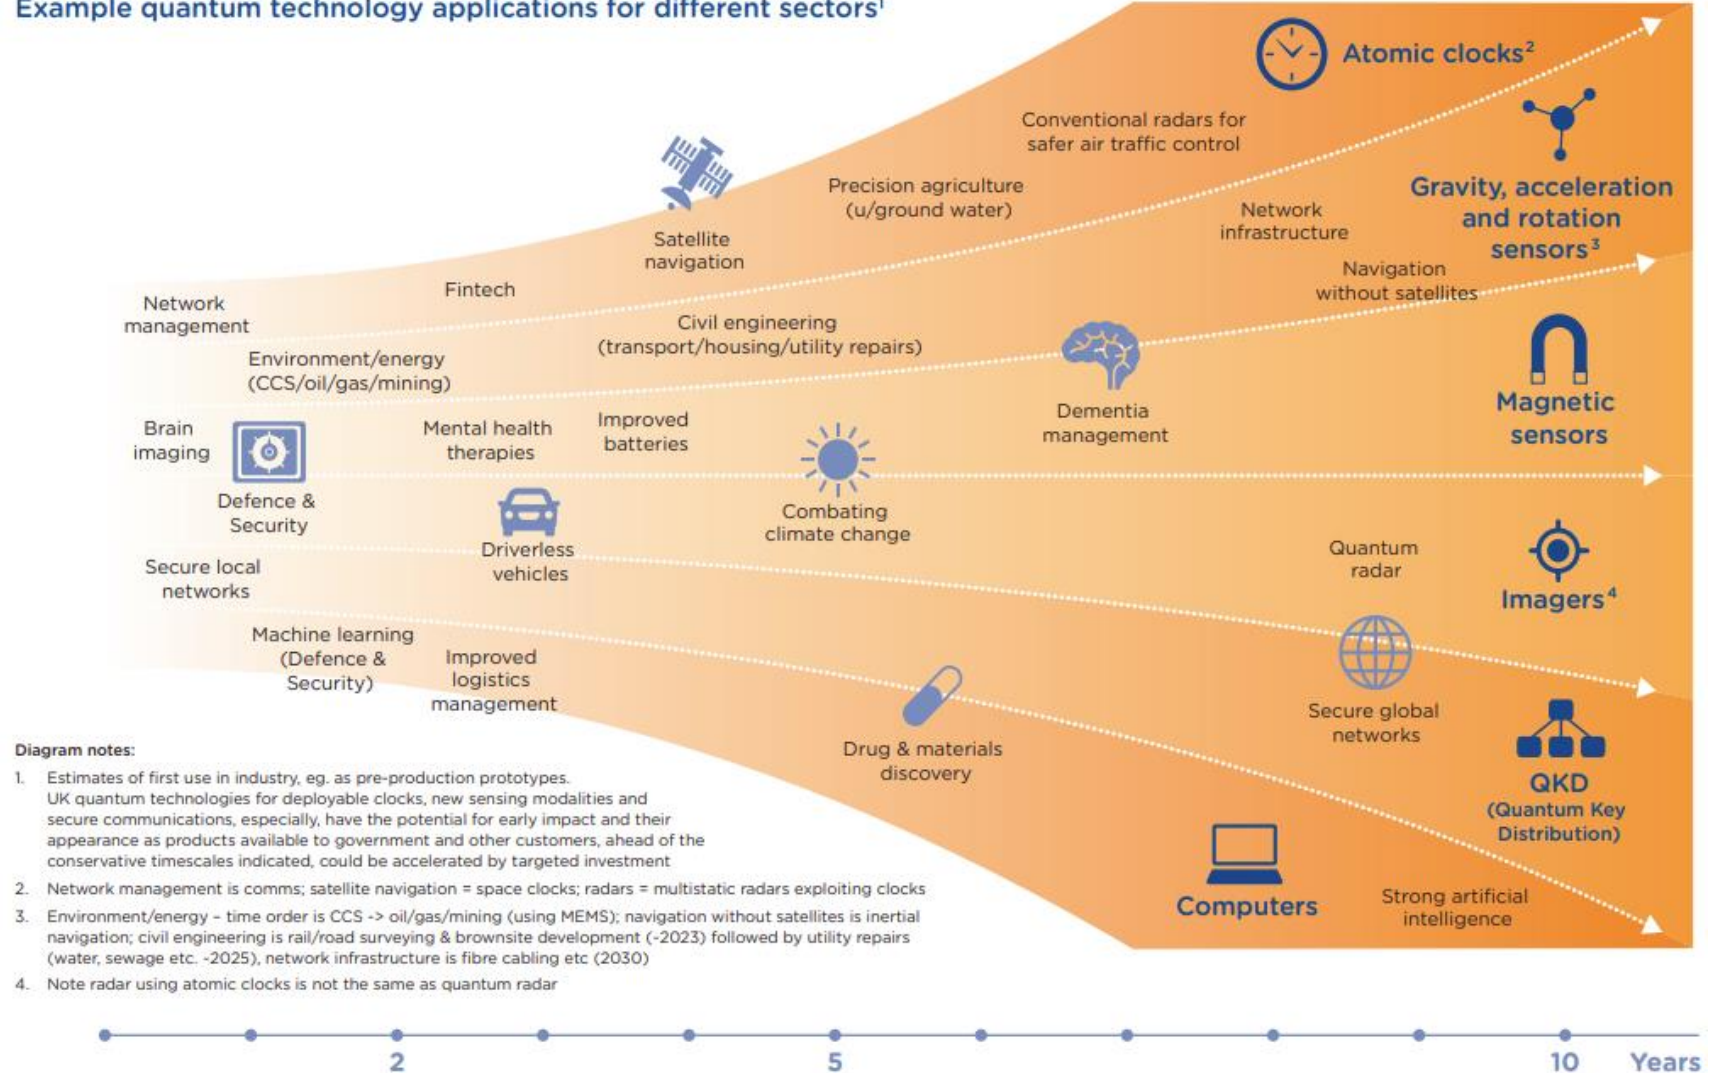 Example quantum technology applications for different sectors¹
Atomic clocks²
Conventional radars for
safer air traffic control
Precision agriculture
(u/ground water)
Gravity, acceleration
and rotation
sensors³
Network
infrastructure
Satellite
navigation
Navigation
without satellites
Fintech
Network
management
Civil engineering
(transport/housing/utility repairs)
Environment/energy
(CCS/oil/gas/mining)
Magnetic
sensors
Dementia
management
Improved
batteries
Mental health
therapies
Brain
imaging
Defence &
Security
Combating
climate change
Driverless
vehicles
Quantum
radar
Imagers⁴
Secure local
networks
Machine learning
(Defence &
Security)
Improved
logistics
management
Secure global
networks
Drug & materials
discovery
QKD
(Quantum Key
Distribution)
Computers
Strong artificial
intelligence
Diagram notes:
1. Estimates of first use in industry, eg. as pre-production prototypes.
UK quantum technologies for deployable clocks, new sensing modalities and
secure communications, especially, have the potential for early impact and their
appearance as products available to government and other customers, ahead of the
conservative timescales indicated, could be accelerated by targeted investment
2. Network management is comms; satellite navigation = space clocks; radars = multistatic radars exploiting clocks
3. Environment/energy – time order is CCS -> oil/gas/mining (using MEMS); navigation without satellites is inertial
navigation; civil engineering is rail/road surveying & brownsite development (~2023) followed by utility repairs
(water, sewage etc. ~2025), network infrastructure is fibre cabling etc (2030)
4. Note radar using atomic clocks is not the same as quantum radar
2 5 10 Years